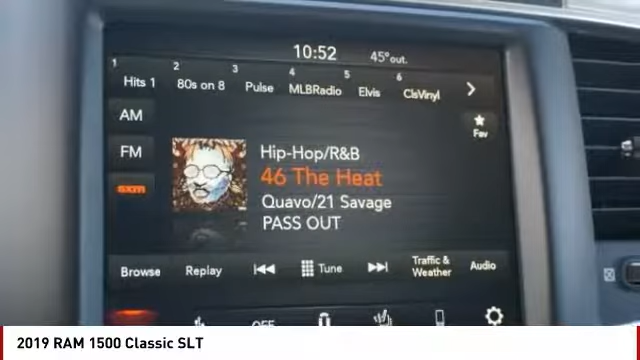 10:52 45°out.
1 2 3 4 5 6
Hits 1 80s on 8 Pulse MLBRadio Elvis ClsVinyl
AM
Fav
FM
Hip-Hop/R&B
46 The Heat
sxm
Quavo/21 Savage
PASS OUT
Browse Replay Tune Traffic & Weather Audio
OFF
2019 RAM 1500 Classic SLT